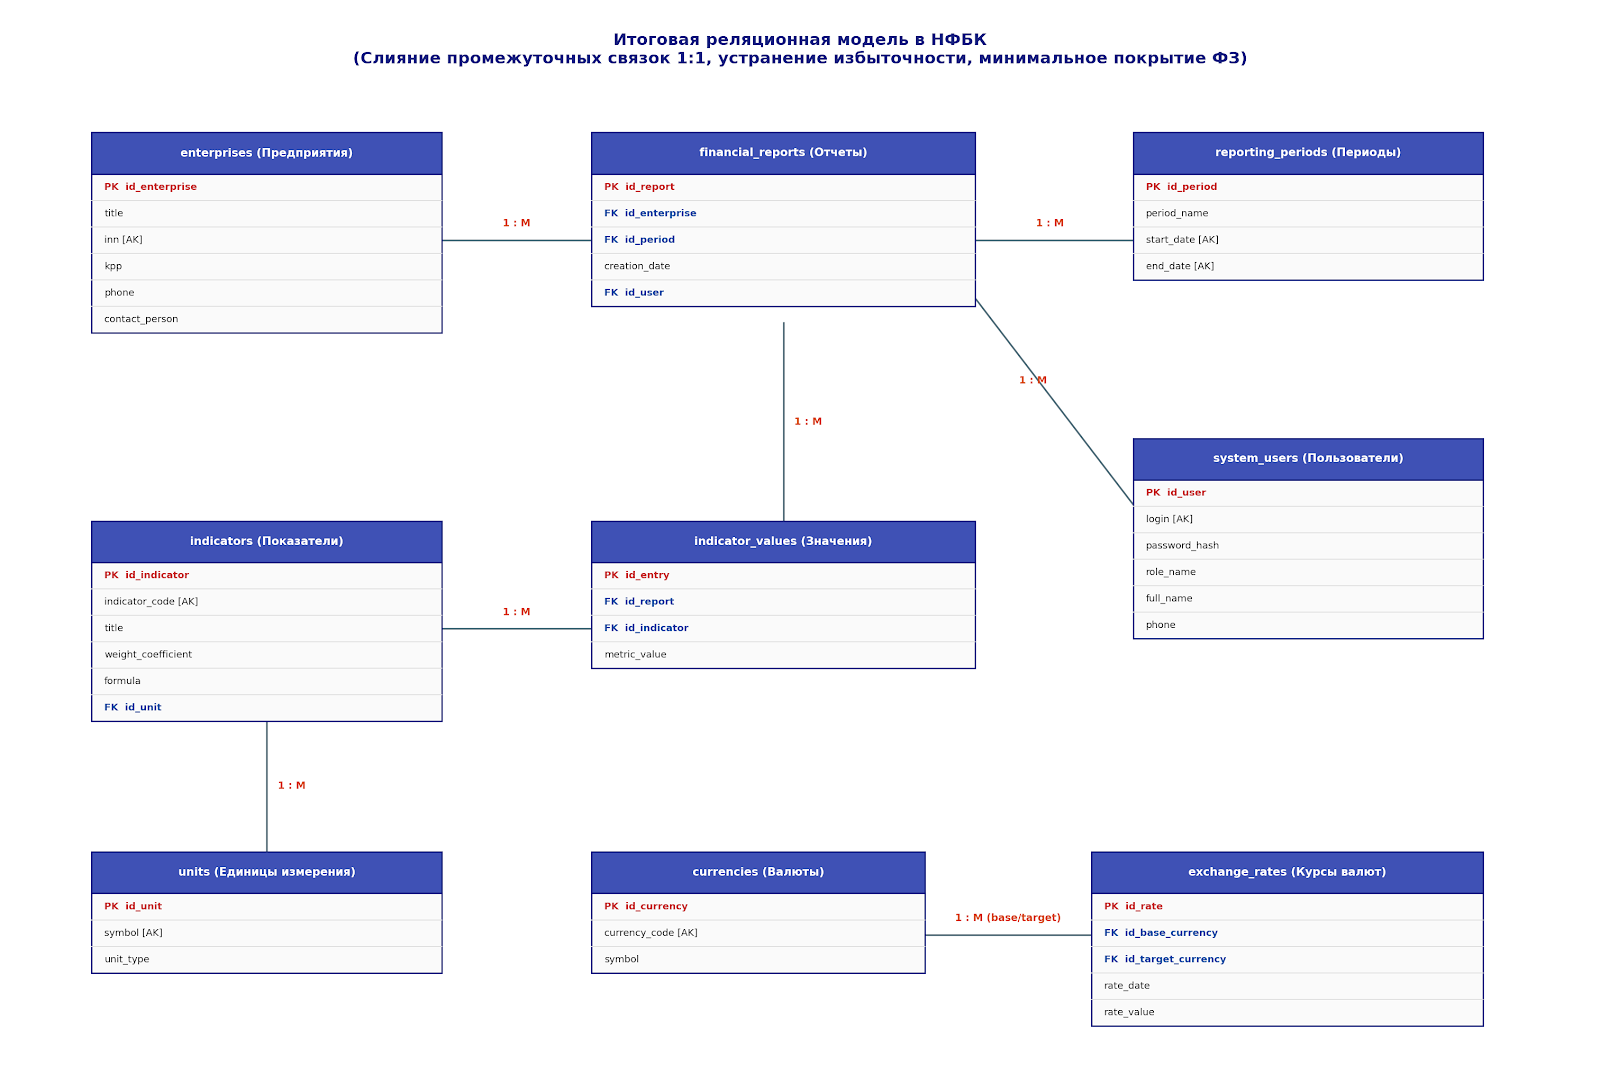 Итоговая реляционная модель в НФБК
(Слияние промежуточных связок 1:1, устранение избыточности, минимальное покрытие ФЗ)
enterprises (Предприятия)
PK id_enterprise
title
inn [AK]
kpp
phone
contact_person
1 : M
financial_reports (Отчеты)
PK id_report
FK id_enterprise
FK id_period
creation_date
FK id_user
1 : M
reporting_periods (Периоды)
PK id_period
period_name
start_date [AK]
end_date [AK]
1 : M
1 : M
system_users (Пользователи)
PK id_user
login [AK]
password_hash
role_name
full_name
phone
indicators (Показатели)
PK id_indicator
indicator_code [AK]
title
weight_coefficient
formula
FK id_unit
1 : M
indicator_values (Значения)
PK id_entry
FK id_report
FK id_indicator
metric_value
1 : M
units (Единицы измерения)
PK id_unit
symbol [AK]
unit_type
currencies (Валюты)
PK id_currency
currency_code [AK]
symbol
1 : M (base/target)
exchange_rates (Курсы валют)
PK id_rate
FK id_base_currency
FK id_target_currency
rate_date
rate_value